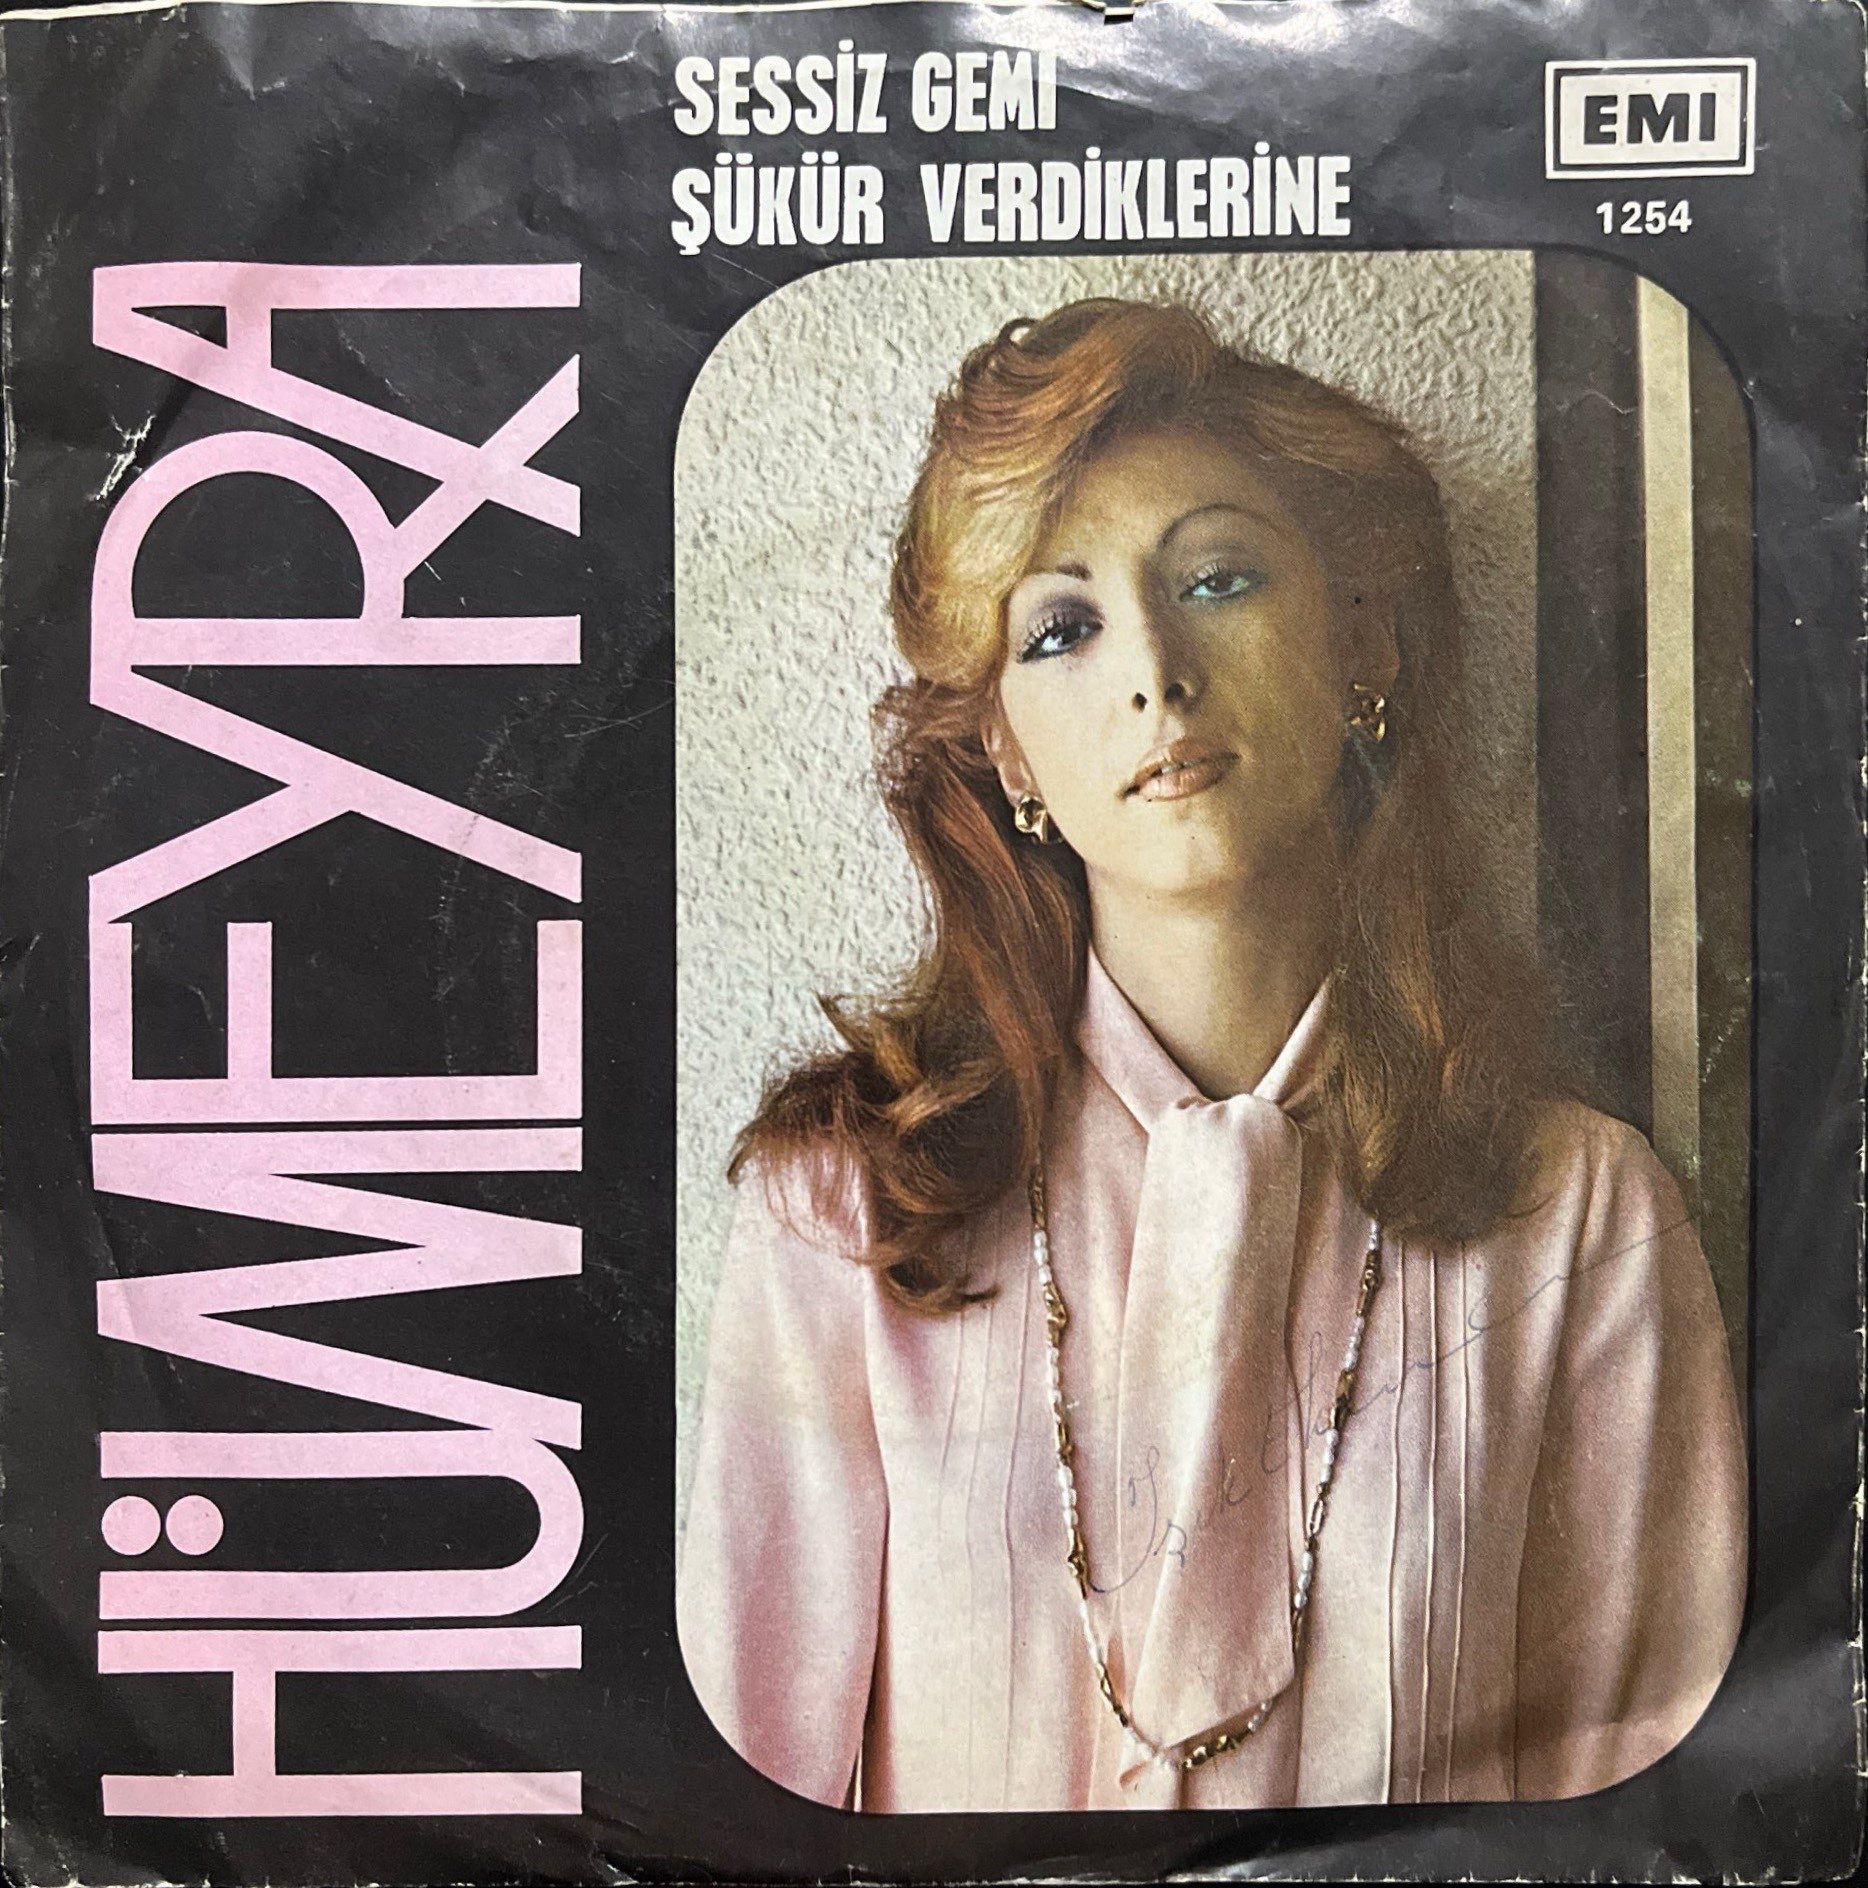 SESSİZ GEMİ
ŞÜKÜR VERDİKLERİNE
EMI
1254
HÜMEYRA